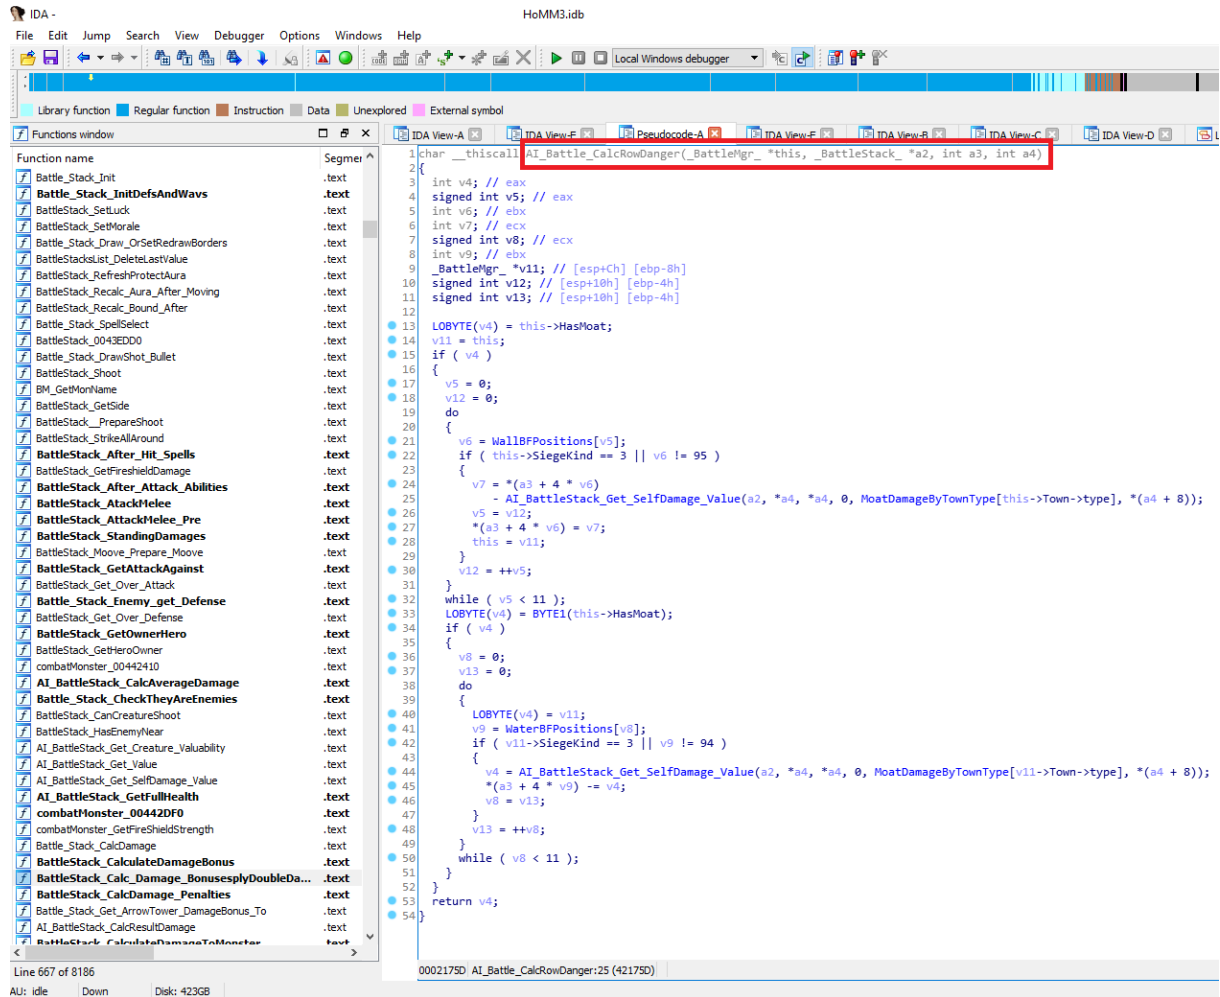 IDA - HoMM3.idb
File Edit Jump Search View Debugger Options Windows Help
Local Windows debugger
Library function Regular function Instruction Data Unexplored External symbol
Functions window
IDA View-A IDA View-E Pseudocode-A IDA View-F IDA View-B IDA View-C IDA View-D
Function name Segmer
Battle_Stack_Init .text
Battle_Stack_InitDefsAndWavs .text
BattleStack_SetLuck .text
BattleStack_SetMorale .text
Battle_Stack_Draw_OrSetRedrawBorders .text
BattleStacksList_DeleteLastValue .text
BattleStack_RefreshProtectAura .text
BattleStack_Recalc_Aura_After_Moving .text
BattleStack_Recalc_Bound_After .text
Battle_Stack_SpellSelect .text
BattleStack_0043EDD0 .text
Battle_Stack_DrawShot_Bullet .text
BattleStack_Shoot .text
BM_GetMonName .text
BattleStack_GetSide .text
BattleStack__PrepareShoot .text
BattleStack_StrikeAllAround .text
BattleStack_After_Hit_Spells .text
BattleStack_GetFireshieldDamage .text
BattleStack_After_Attack_Abilities .text
BattleStack_AtackMelee .text
BattleStack_AttackMelee_Pre .text
BattleStack_StandingDamages .text
BattleStack_Moove_Prepare_Moove .text
BattleStack_GetAttackAgainst .text
BattleStack_Get_Over_Attack .text
Battle_Stack_Enemy_get_Defense .text
BattleStack_Get_Over_Defense .text
BattleStack_GetOwnerHero .text
BattleStack_GetHeroOwner .text
combatMonster_00442410 .text
AI_BattleStack_CalcAverageDamage .text
Battle_Stack_CheckTheyAreEnemies .text
BattleStack_CanCreatureShoot .text
BattleStack_HasEnemyNear .text
AI_BattleStack_Get_Creature_Valuability .text
AI_BattleStack_Get_Value .text
AI_BattleStack_Get_SelfDamage_Value .text
AI_BattleStack_GetFullHealth .text
combatMonster_00442DF0 .text
combatMonster_GetFireShieldStrength .text
Battle_Stack_CalcDamage .text
BattleStack_CalculateDamageBonus .text
BattleStack_Calc_Damage_BonusesplyDoubleDa... .text
BattleStack_CalcDamage_Penalties .text
Battle_Stack_Get_ArrowTower_DamageBonus_To .text
AI_BattleStack_CalcResultDamage .text
BattleStack_CalculateDamageToMonster .text
Line 667 of 8186
1 char __thiscall AI_Battle_CalcRowDanger(_BattleMgr_ *this, _BattleStack_ *a2, int a3, int a4)
2 {
3 int v4; // eax
4 signed int v5; // eax
5 int v6; // ebx
6 int v7; // ecx
7 signed int v8; // ecx
8 int v9; // ebx
9 _BattleMgr_ *v11; // [esp+Ch] [ebp-8h]
10 signed int v12; // [esp+10h] [ebp-4h]
11 signed int v13; // [esp+10h] [ebp-4h]
12
13 LOBYTE(v4) = this->HasMoat;
14 v11 = this;
15 if ( v4 )
16 {
17 v5 = 0;
18 v12 = 0;
19 do
20 {
21 v6 = WallBFPositions[v5];
22 if ( this->SiegeKind == 3 || v6 != 95 )
23 {
24 v7 = *(a3 + 4 * v6)
25 - AI_BattleStack_Get_SelfDamage_Value(a2, *a4, *a4, 0, MoatDamageByTownType[this->Town->type], *(a4 + 8));
26 v5 = v12;
27 *(a3 + 4 * v6) = v7;
28 this = v11;
29 }
30 v12 = ++v5;
31 }
32 while ( v5 < 11 );
33 LOBYTE(v4) = BYTE1(this->HasMoat);
34 if ( v4 )
35 {
36 v8 = 0;
37 v13 = 0;
38 do
39 {
40 LOBYTE(v4) = v11;
41 v9 = WaterBFPositions[v8];
42 if ( v11->SiegeKind == 3 || v9 != 94 )
43 {
44 v4 = AI_BattleStack_Get_SelfDamage_Value(a2, *a4, *a4, 0, MoatDamageByTownType[v11->Town->type], *(a4 + 8));
45 *(a3 + 4 * v9) -= v4;
46 v8 = v13;
47 }
48 v13 = ++v8;
49 }
50 while ( v8 < 11 );
51 }
52 }
53 return v4;
54 }
0002175D AI_Battle_CalcRowDanger:25 (42175D)
AU: idle Down Disk: 423GB